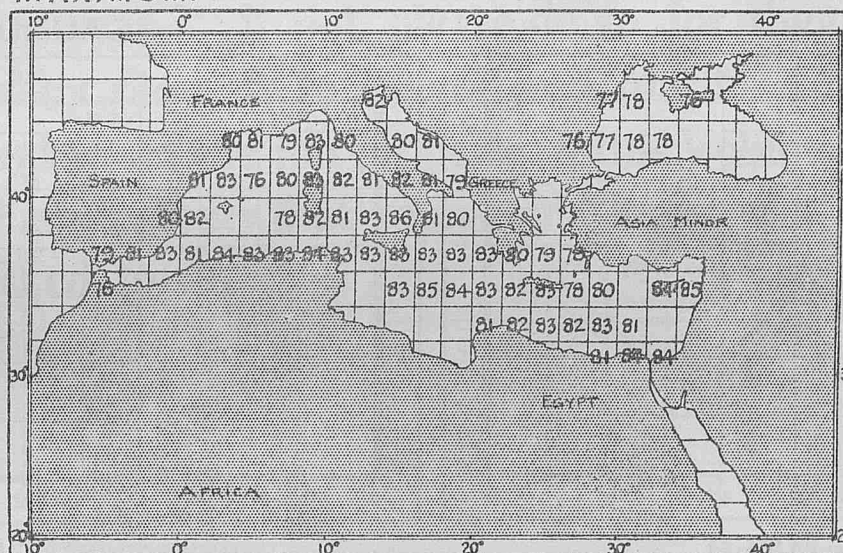 10° 0° 10° 20° 30° 40°
82 77 78 76
FRANCE
80 81 79 83 80 80 81 76 77 78 78
SPAIN 81 83 76 80 83 82 81 82 81 79 GREECE
40°
80 82 78 82 81 83 86 81 80 ASIA MINOR
79 81 83 81 84 83 83 84 83 83 83 83 83 83 80 79 78
76 83 85 84 83 82 83 78 80 84 85
81 82 83 82 83 81
81 84
30°
EGYPT
AFRICA
20°
10° 0° 10° 20° 30° 40°